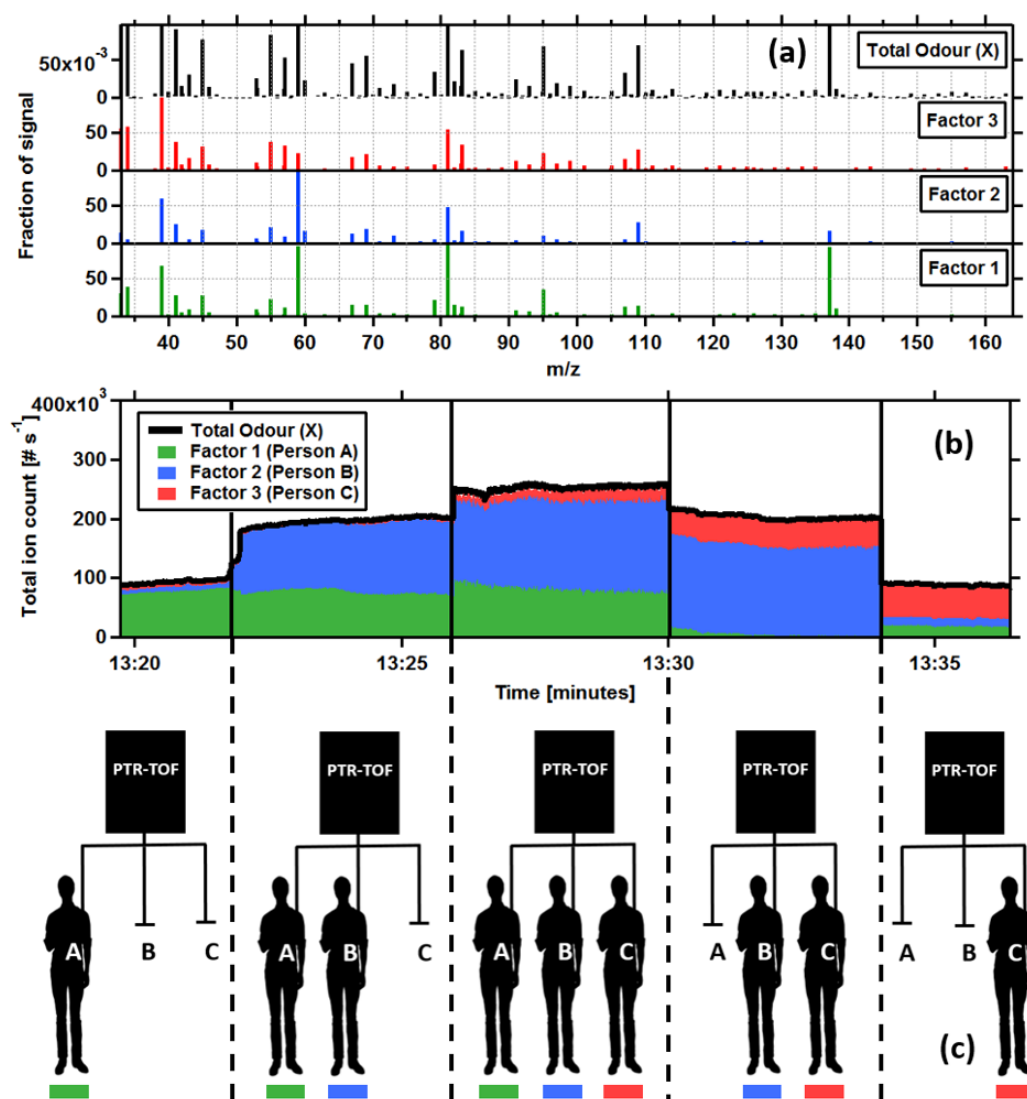 (a)
Total Odour (X)
50x10⁻³
0
Factor 3
50
0
Factor 2
50
0
Factor 1
50
0
Fraction of signal
40 50 60 70 80 90 100 110 120 130 140 150 160
m/z
400x10³
300
200
100
0
Total ion count [# s⁻¹]
Total Odour (X)
Factor 1 (Person A)
Factor 2 (Person B)
Factor 3 (Person C)
(b)
13:20 13:25 13:30 13:35
Time [minutes]
PTR-TOF PTR-TOF PTR-TOF PTR-TOF PTR-TOF
A B C A B C A B C A B C A B C
(c)